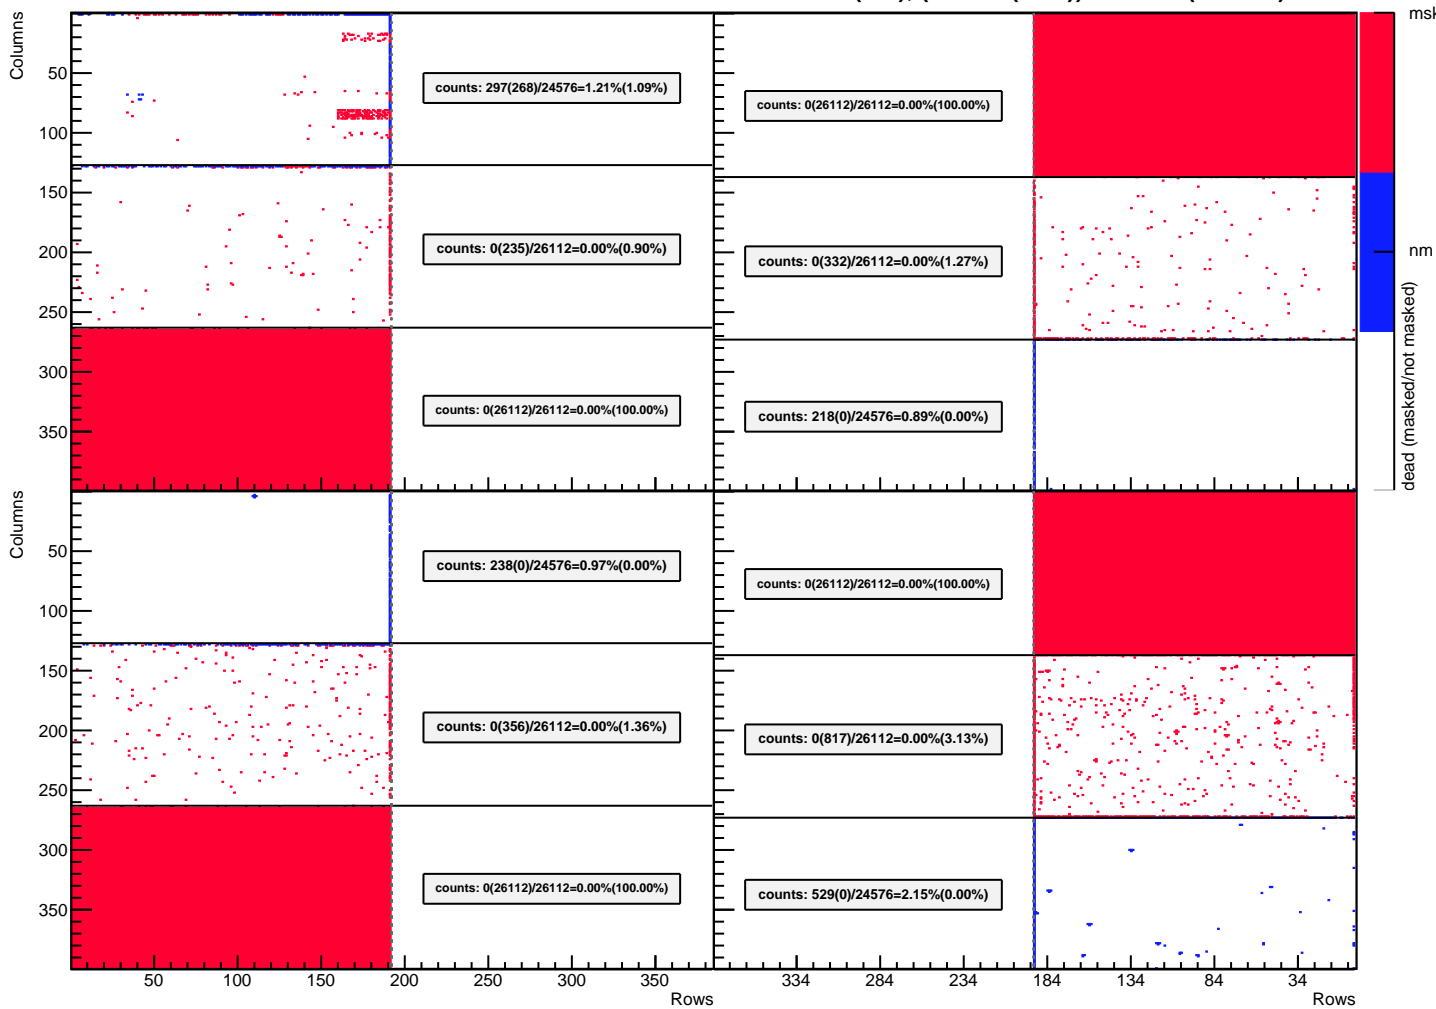 msk
Columns
50
counts: 297(268)/24576=1.21%(1.09%)
counts: 0(26112)/26112=0.00%(100.00%)
100
150
200
counts: 0(235)/26112=0.00%(0.90%)
counts: 0(332)/26112=0.00%(1.27%)
nm
250
300
350
counts: 0(26112)/26112=0.00%(100.00%)
counts: 218(0)/24576=0.89%(0.00%)
dead (masked/not masked)
Columns
50
counts: 238(0)/24576=0.97%(0.00%)
counts: 0(26112)/26112=0.00%(100.00%)
100
150
200
counts: 0(356)/26112=0.00%(1.36%)
counts: 0(817)/26112=0.00%(3.13%)
250
300
350
counts: 0(26112)/26112=0.00%(100.00%)
counts: 529(0)/24576=2.15%(0.00%)
50 100 150 200 250 300 350
334 284 234 184 134 84 34
Rows
Rows